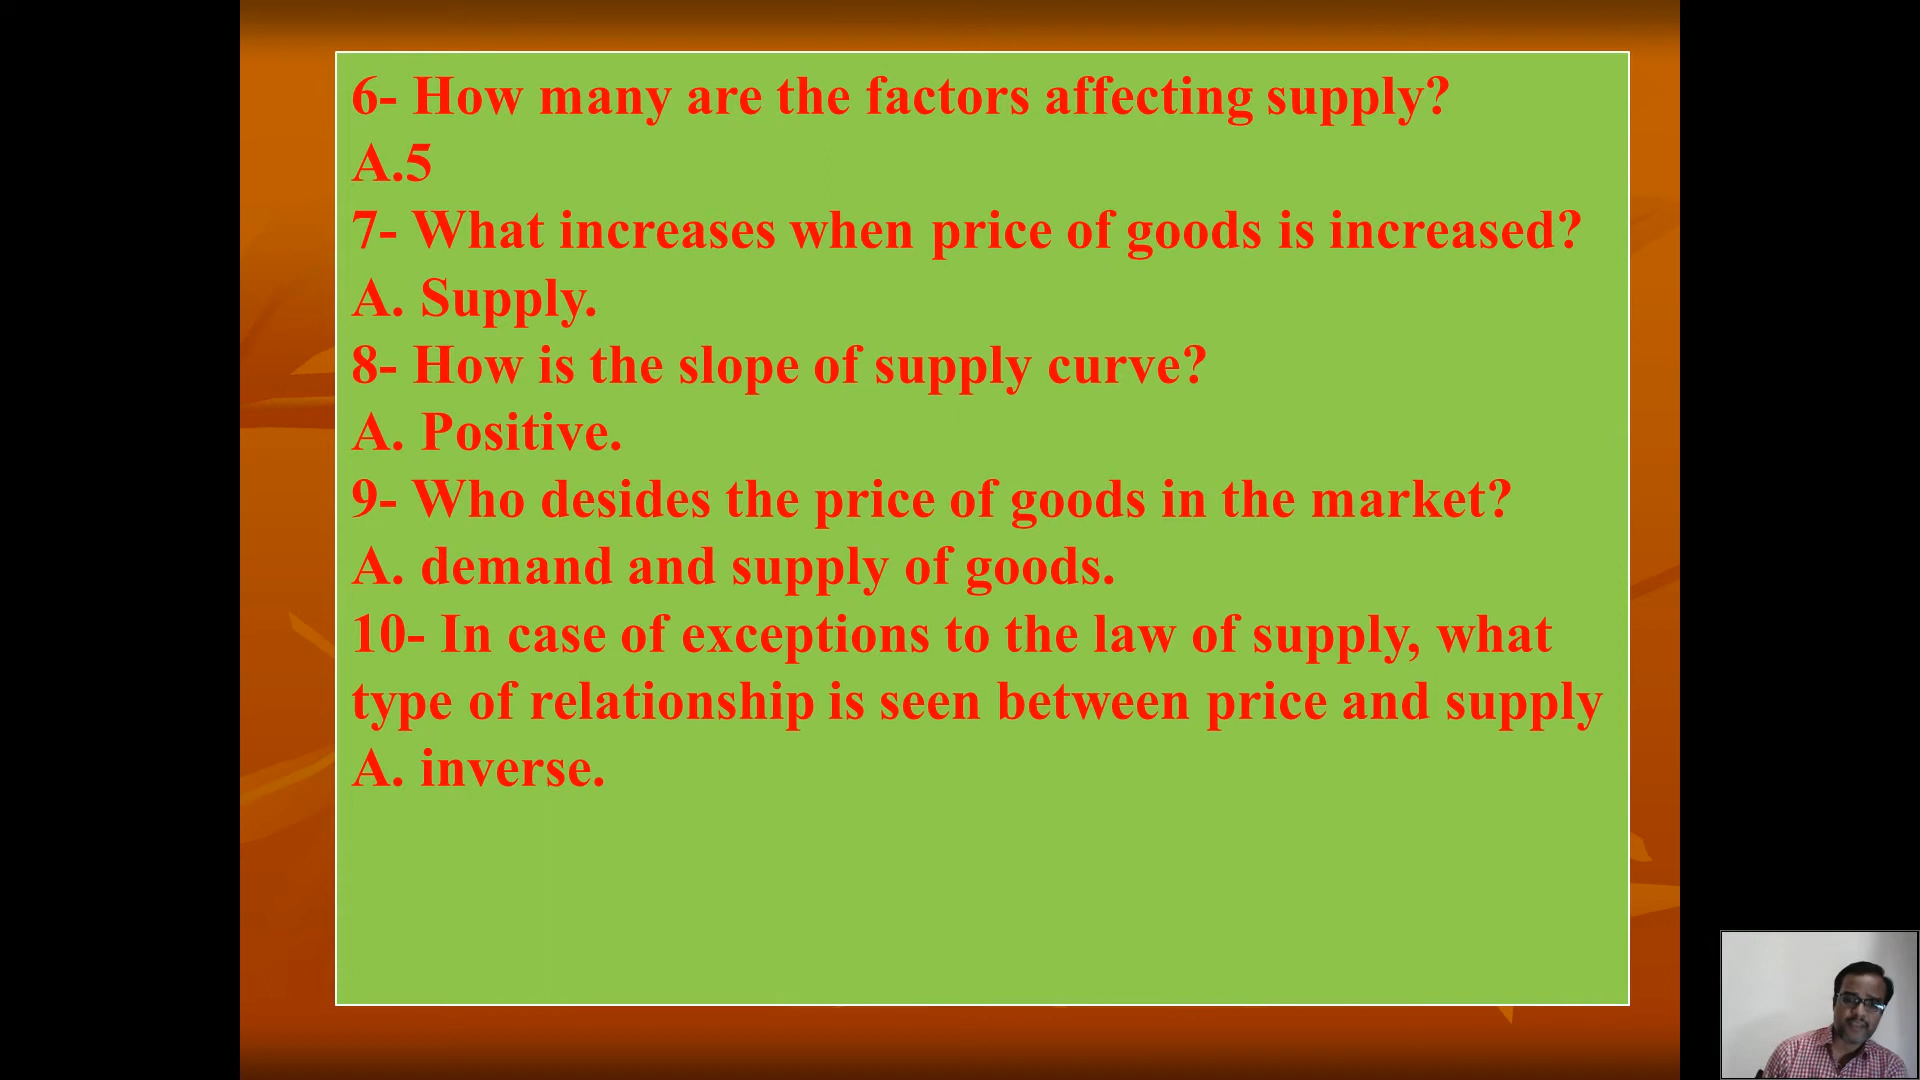 6- How many are the factors affecting supply?
A.5
7- What increases when price of goods is increased?
A. Supply.
8- How is the slope of supply curve?
A. Positive.
9- Who desides the price of goods in the market?
A. demand and supply of goods.
10- In case of exceptions to the law of supply, what
type of relationship is seen between price and supply
A. inverse.